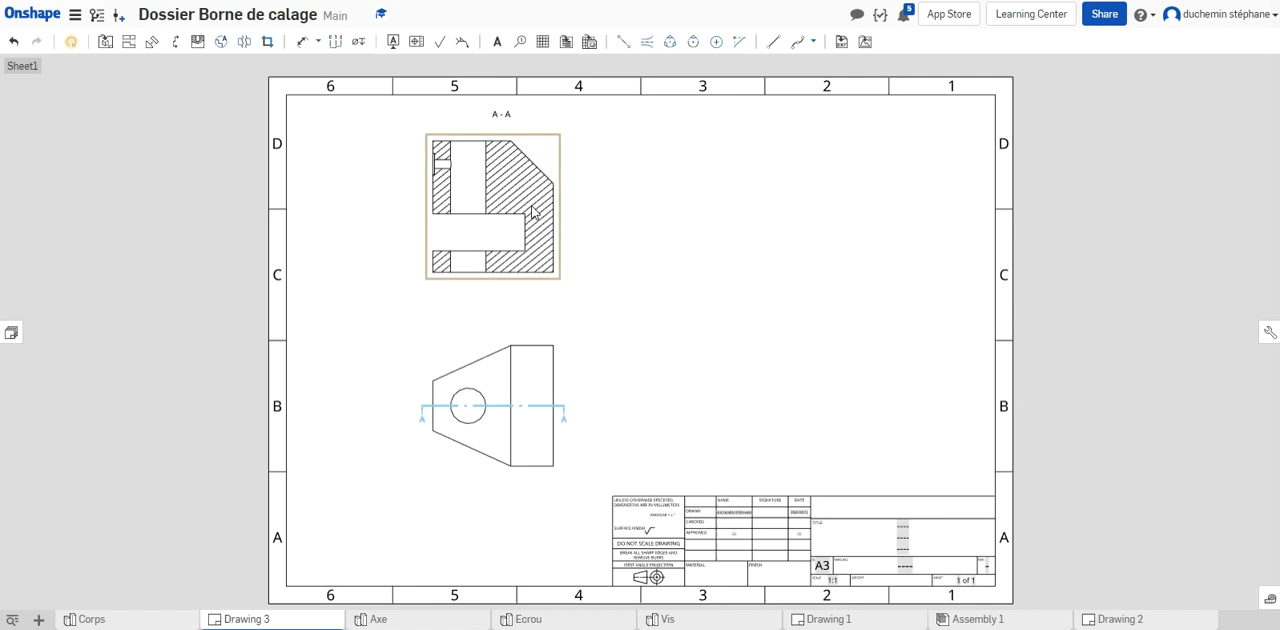 Onshape Dossier Borne de calage Main 5 App Store Learning Center Share duchemin stéphane
Sheet1
6 5 4 3 2 1
A - A
D D
C C
B B
A A
A A
UNLESS OTHERWISE SPECIFIED,
DIMENSIONS ARE IN MILLIMETERS
SURFACE FINISH
DO NOT SCALE DRAWING
BREAK ALL SHARP EDGES AND
REMOVE BURRS
FIRST ANGLE PROJECTION
NAME SIGNATURE DATE
DRAWN
CHECKED
APPROVED
MATERIAL FINISH
TITLE
A3
SCALE 1:1 WEIGHT SHEET 1 of 1
6 5 4 3 2 1
Corps Drawing 3 Axe Ecrou Vis Drawing 1 Assembly 1 Drawing 2